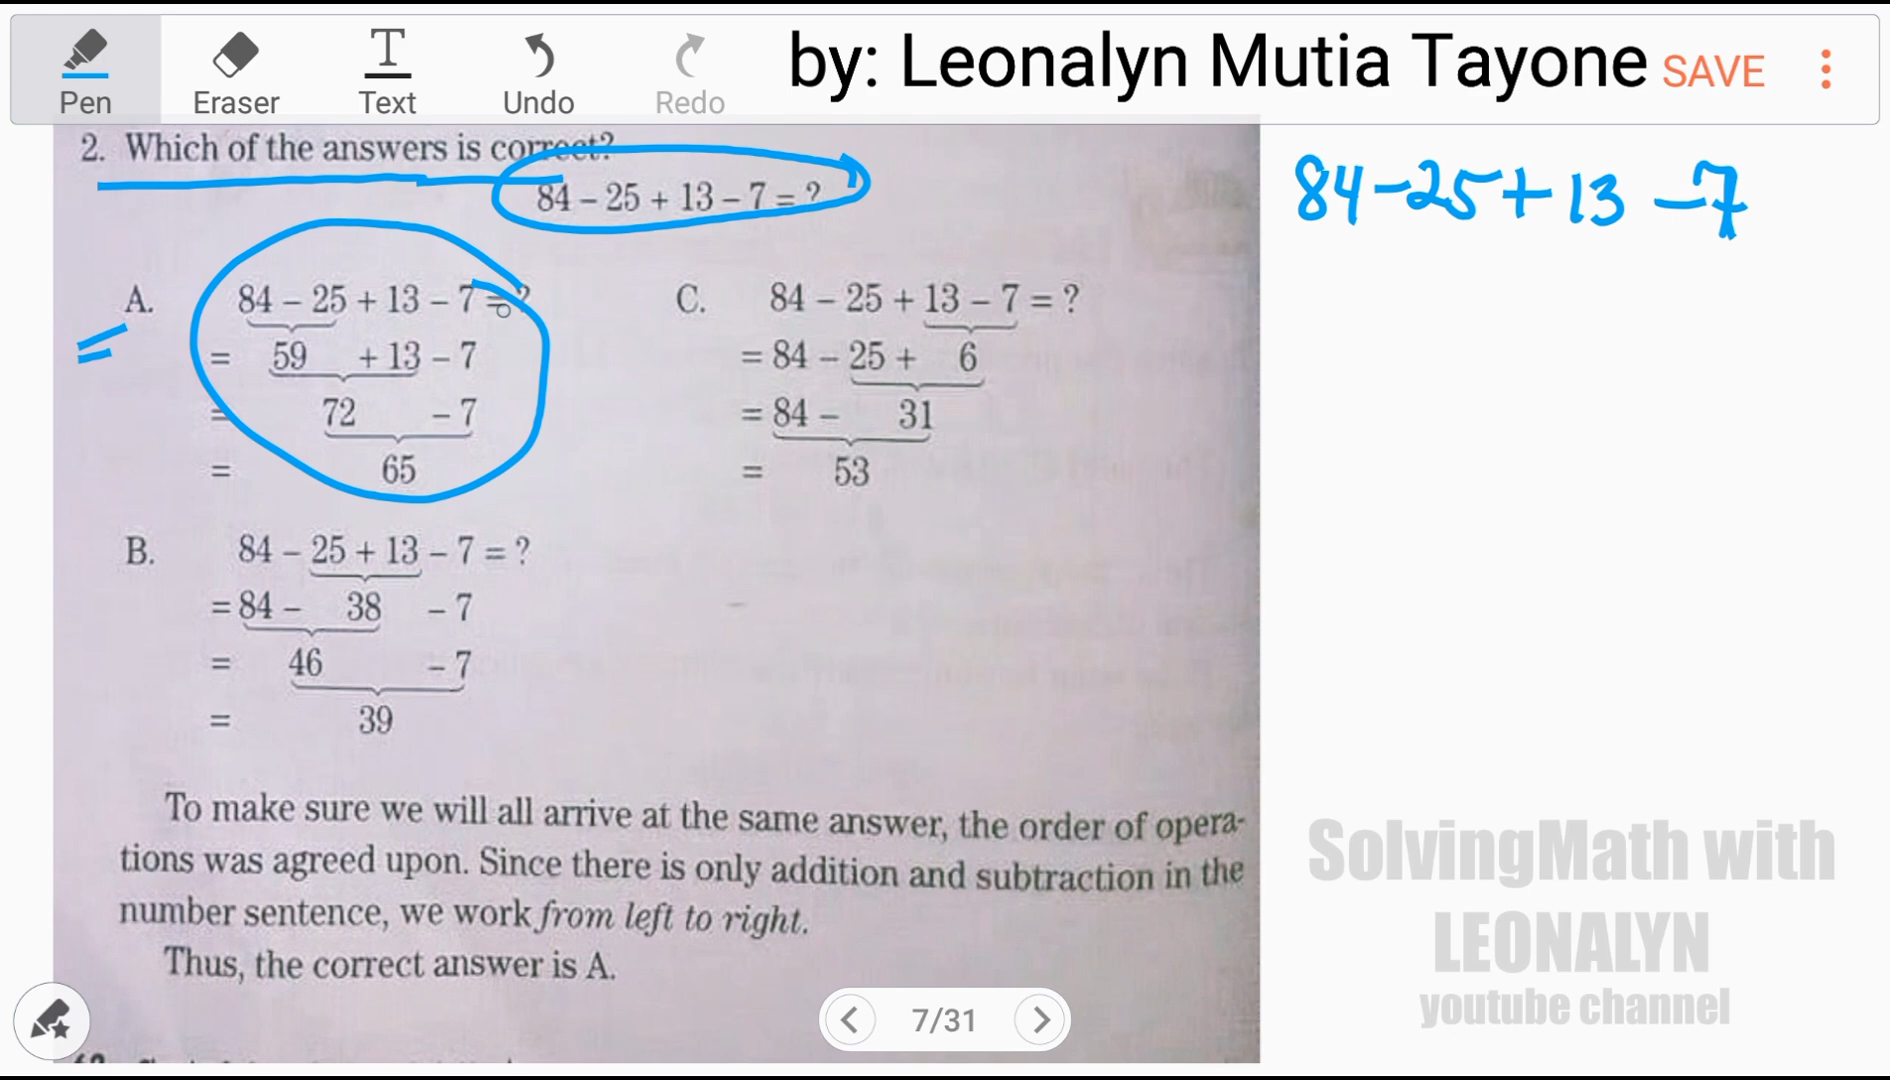 Pen Eraser Text Undo Redo by: Leonalyn Mutia Tayone SAVE
2. Which of the answers is correct?
84 – 25 + 13 – 7 = ?
84-25+13-7
A. 84 – 25 + 13 – 7 = ?
= 59 + 13 – 7
= 72 – 7
= 65
C. 84 – 25 + 13 – 7 = ?
= 84 – 25 + 6
= 84 – 31
= 53
B. 84 – 25 + 13 – 7 = ?
= 84 – 38 – 7
= 46 – 7
= 39
To make sure we will all arrive at the same answer, the order of opera-
tions was agreed upon. Since there is only addition and subtraction in the
number sentence, we work from left to right.
Thus, the correct answer is A.
7/31
SolvingMath with
LEONALYN
youtube channel